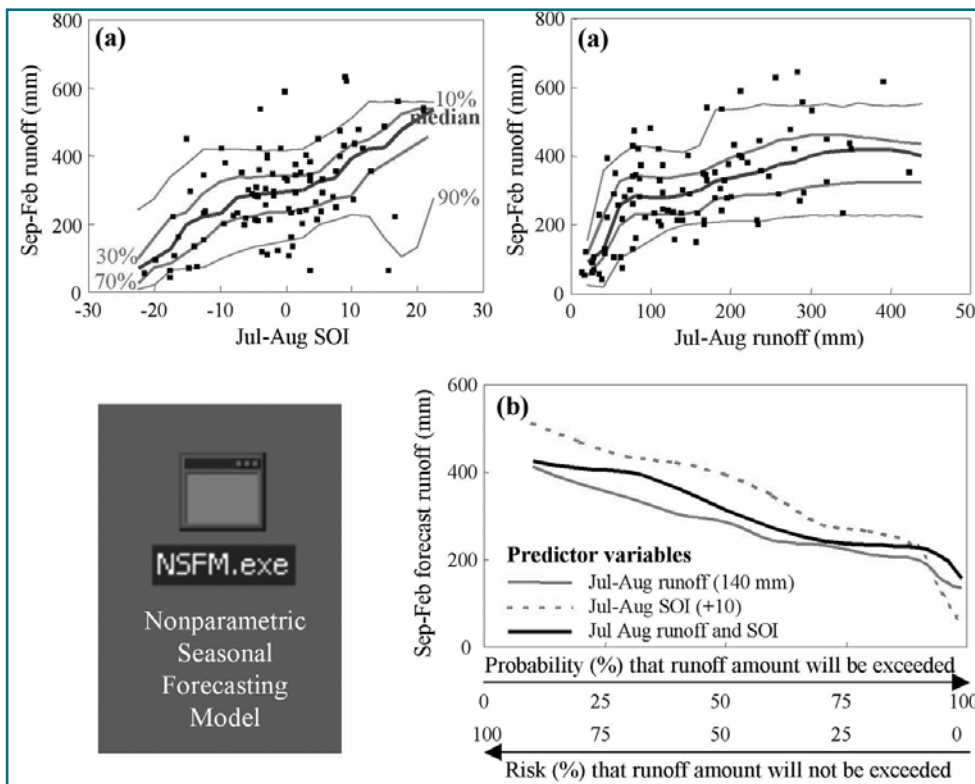 (a)
Sep-Feb runoff (mm)
800
600
400
200
0
10%
median
90%
30%
70%
-30
-20
-10
0
10
20
30
Jul-Aug SOI
(a)
Sep-Feb runoff (mm)
800
600
400
200
0
0
100
200
300
400
500
Jul-Aug runoff (mm)
NSFM.exe
Nonparametric
Seasonal
Forecasting
Model
(b)
Sep-Feb forecast runoff (mm)
600
400
200
0
Predictor variables
Jul-Aug runoff (140 mm)
Jul-Aug SOI (+10)
Jul Aug runoff and SOI
Probability (%) that runoff amount will be exceeded
0 25 50 75 100
100 75 50 25 0
Risk (%) that runoff amount will not be exceeded